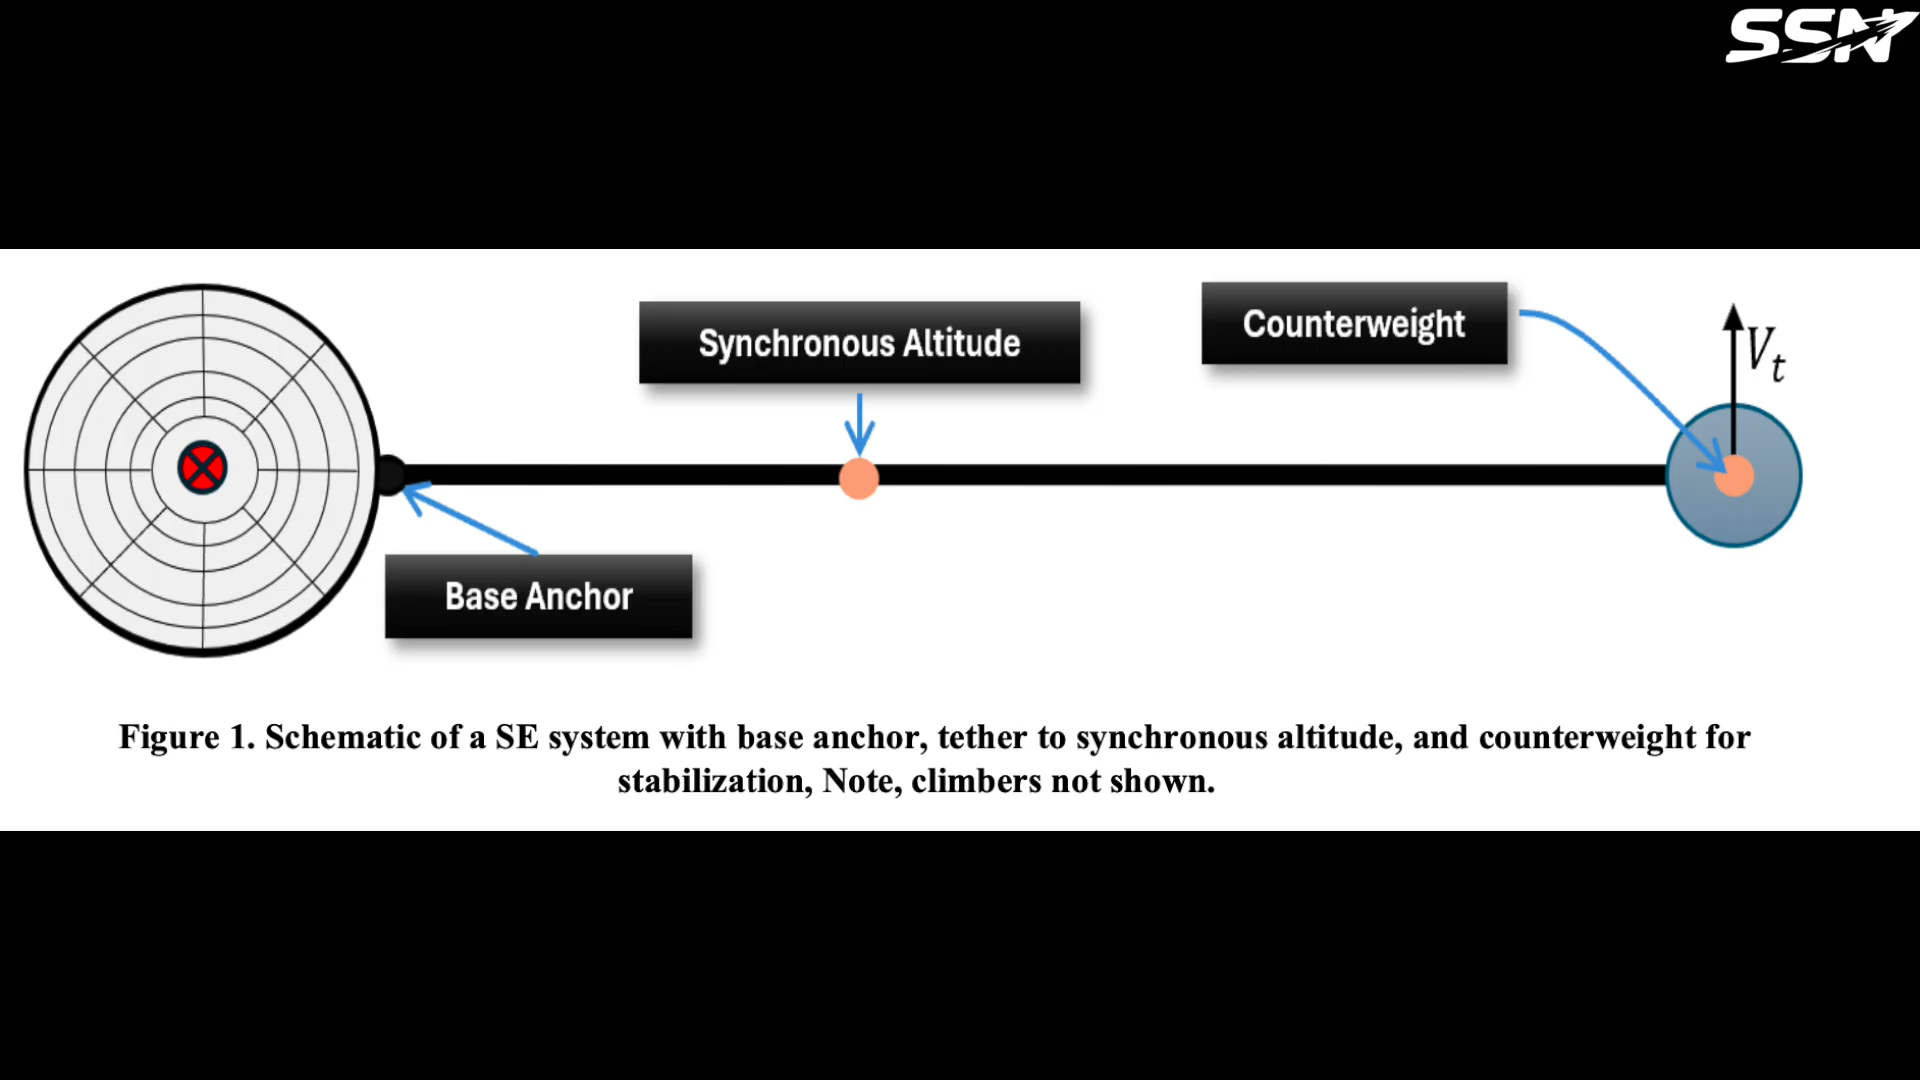 SSN
Synchronous Altitude
Counterweight
Vt
Base Anchor
Figure 1. Schematic of a SE system with base anchor, tether to synchronous altitude, and counterweight for
stabilization, Note, climbers not shown.